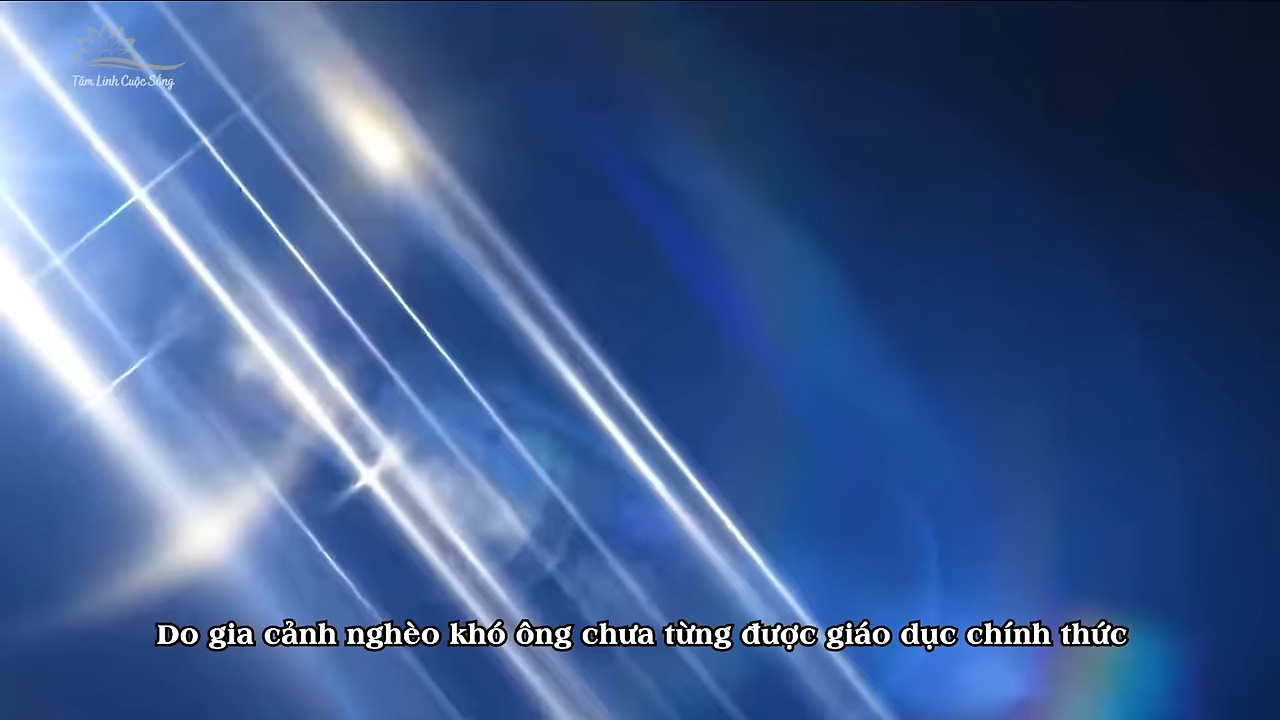 Tâm Linh Cuộc Sống
Do gia cảnh nghèo khó ông chưa từng được giáo dục chính thức